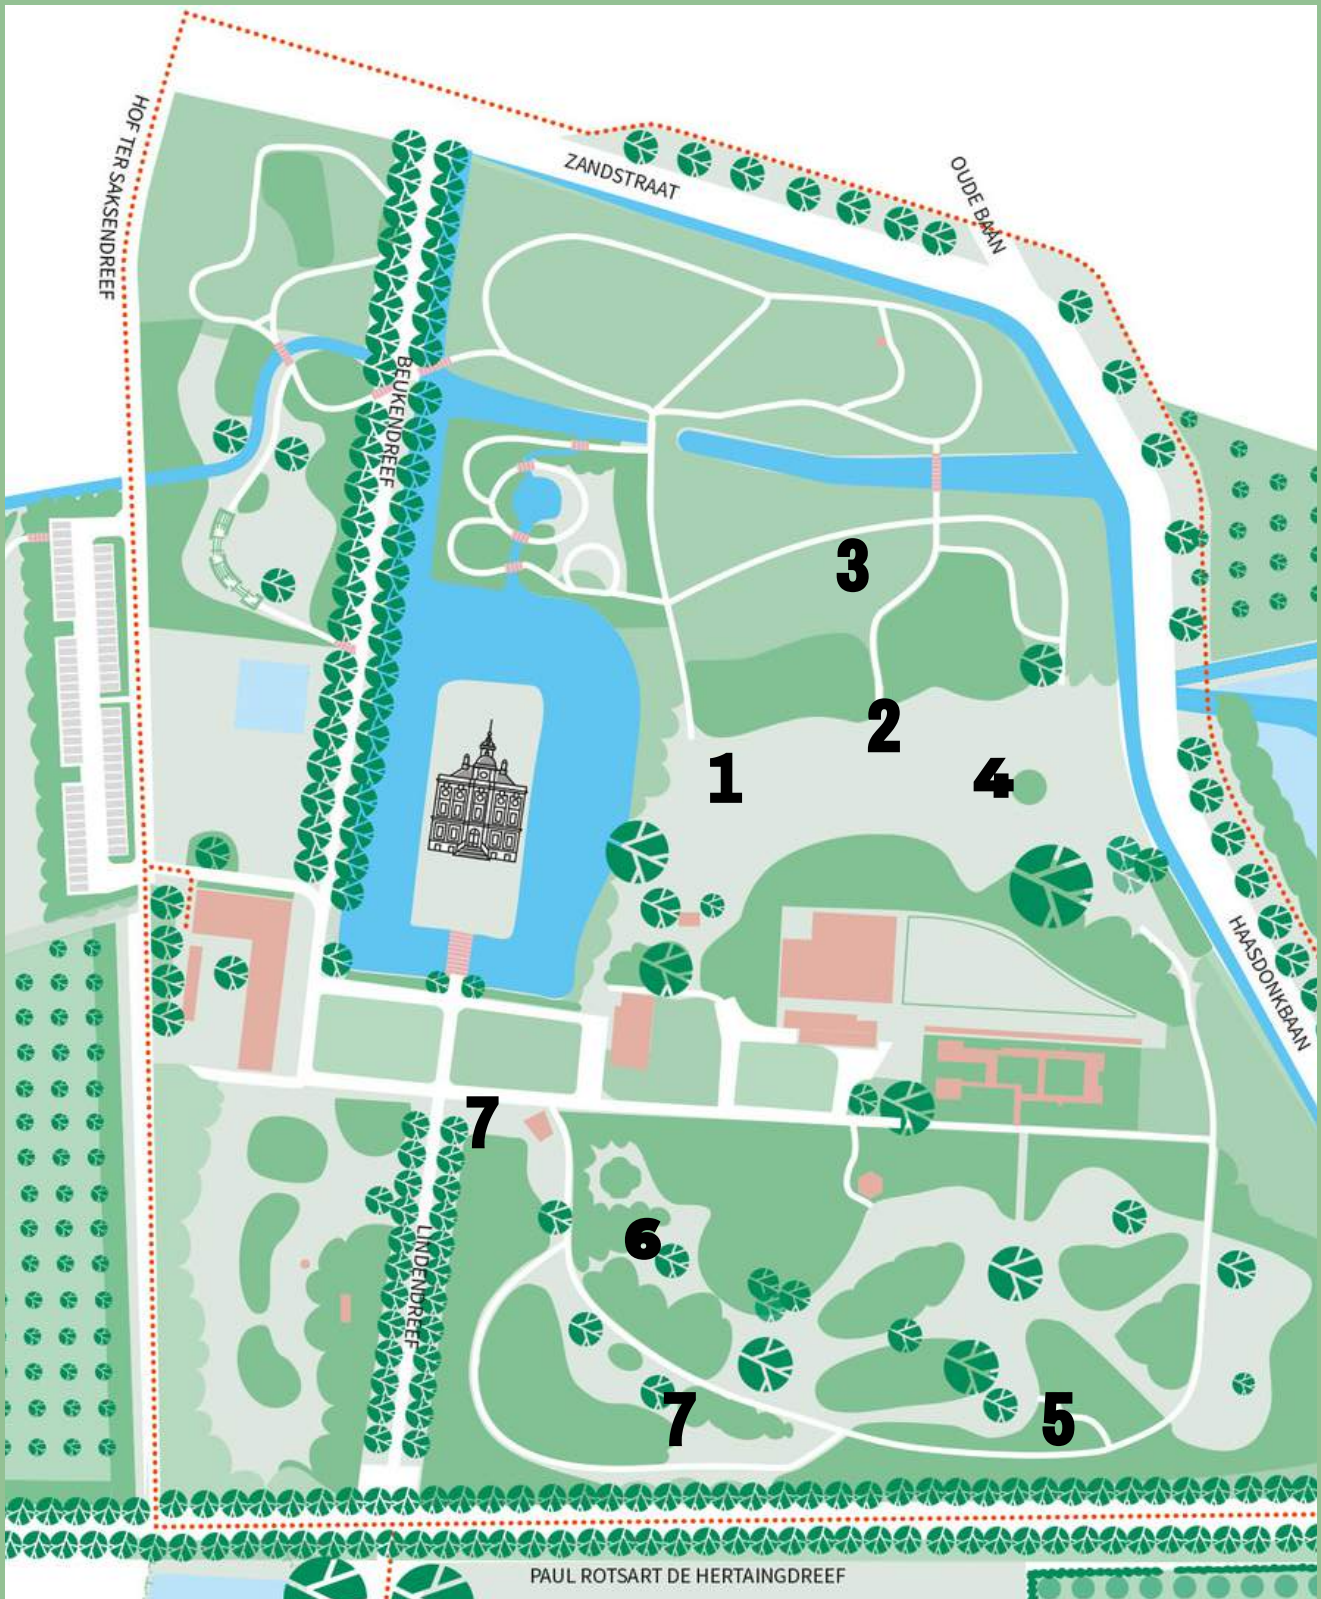 HOF TER SAKSENDREEF
ZANDSTRAAT
OUDE BAAN
BEUKENDREEF
3
2
1
4
HAASDONKBAAN
7
6
LINDENDREEF
7
5
PAUL ROTSART DE HERTAINGDREEF